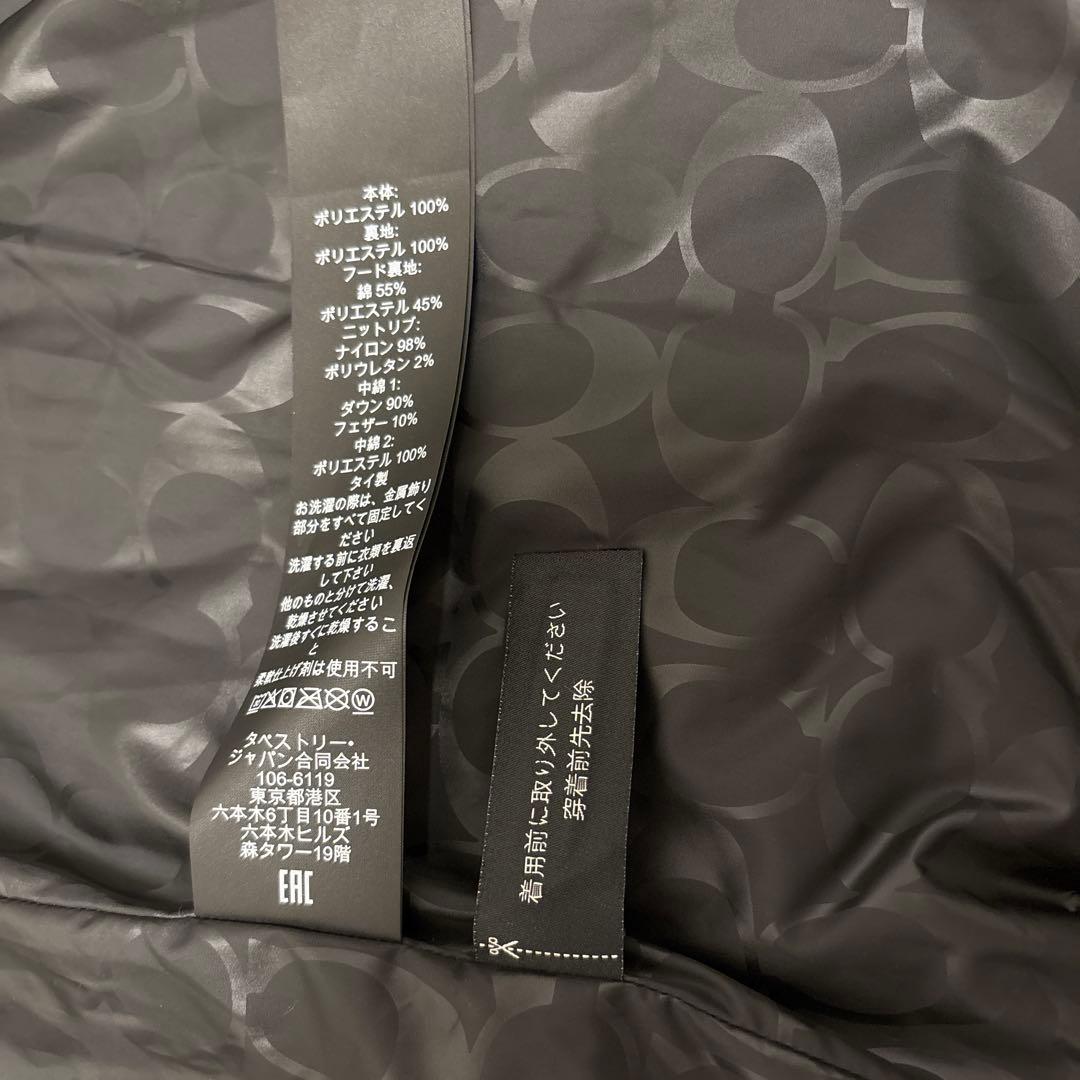 本体:
ポリエステル 100%
裏地:
ポリエステル 100%
フード裏地:
綿 55%
ポリエステル 45%
ニットリブ:
ナイロン 98%
ポリウレタン 2%
中綿 1:
ダウン 90%
フェザー 10%
中綿 2:
ポリエステル 100%
タイ製
お洗濯の際は、金属飾り
部分をすべて固定してく
ださい
洗濯する前に衣類を裏返
して下さい
他のものと分けて洗濯、
乾燥させてください
洗濯後すぐに乾燥するこ
と
柔軟仕上げ剤は使用不可
W
タペストリー・
ジャパン合同会社
106-6119
東京都港区
六本木6丁目10番1号
六本木ヒルズ
森タワー19階
EAC
着用前に取り外してください
穿着前先去除